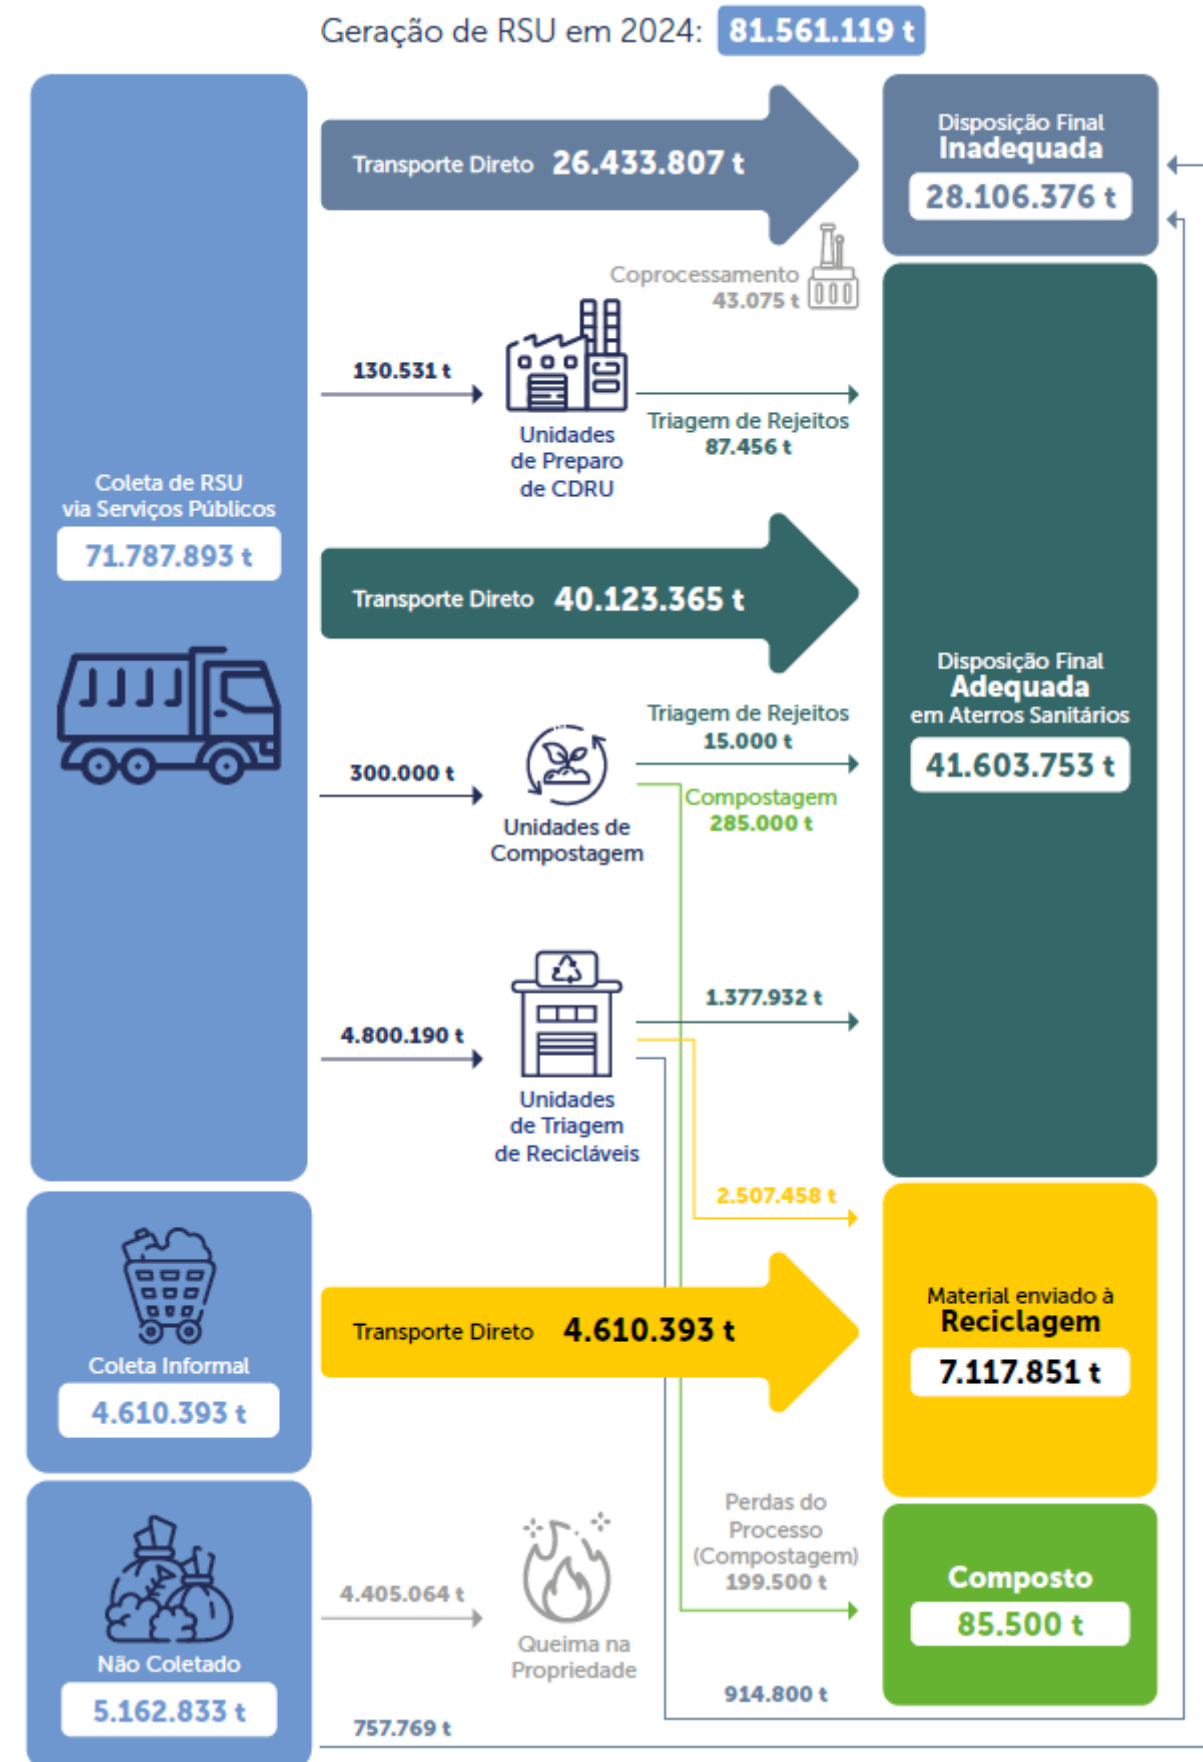 Geração de RSU em 2024: 81.561.119 t
Transporte Direto 26.433.807 t
Disposição Final
Inadequada
28.106.376 t
Coprocessamento
43.075 t
130.531 t
Unidades
de Preparo
de CDRU
Triagem de Rejeitos
87.456 t
Coleta de RSU
via Serviços Públicos
71.787.893 t
Transporte Direto 40.123.365 t
Disposição Final
Adequada
em Aterros Sanitários
41.603.753 t
300.000 t
Unidades de
Compostagem
Triagem de Rejeitos
15.000 t
Compostagem
285.000 t
4.800.190 t
Unidades
de Triagem
de Recicláveis
1.377.932 t
2.507.458 t
Coleta Informal
4.610.393 t
Transporte Direto 4.610.393 t
Material enviado à
Reciclagem
7.117.851 t
Não Coletado
5.162.833 t
4.405.064 t
Queima na
Propriedade
Perdas do
Processo
(Compostagem)
199.500 t
Composto
85.500 t
914.800 t
757.769 t